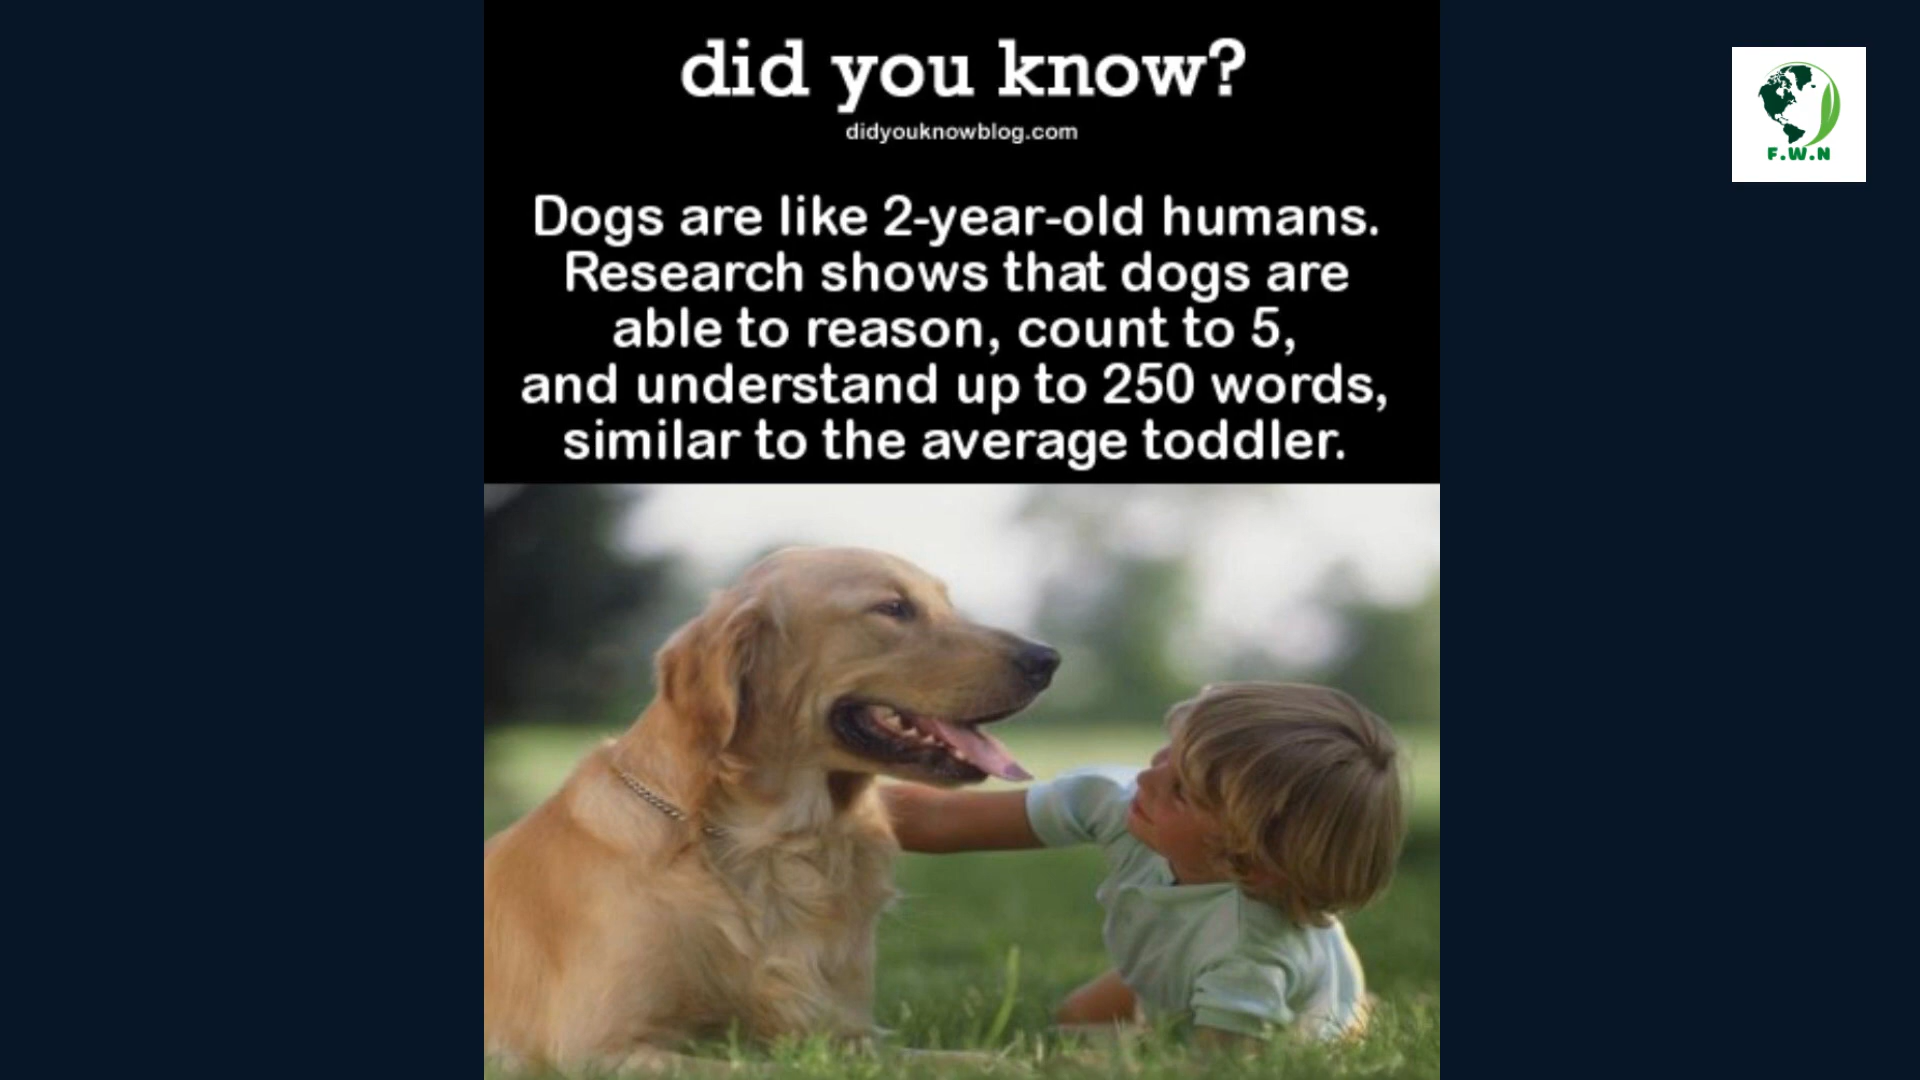 did you know?
didyouknowblog.com
Dogs are like 2-year-old humans.
Research shows that dogs are
able to reason, count to 5,
and understand up to 250 words,
similar to the average toddler.
F.W.N